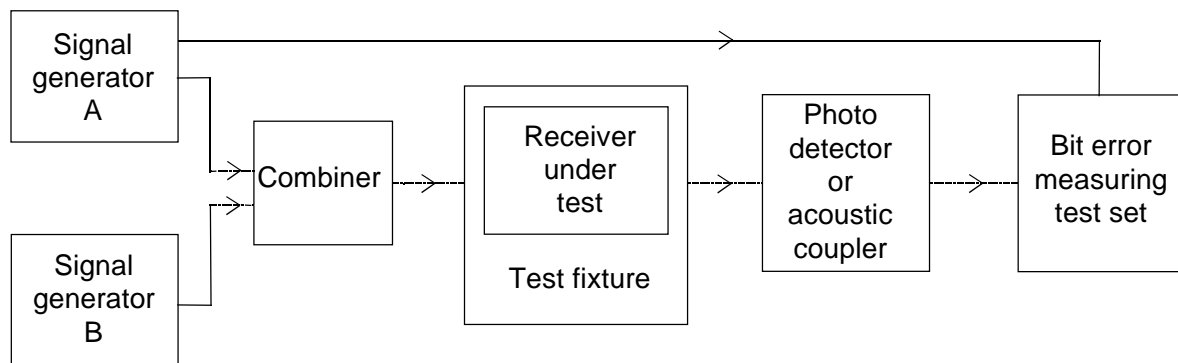 Signal
generator
A
Combiner
Receiver
under
test
Test fixture
Photo
detector
or
acoustic
coupler
Bit error
measuring
test set
Signal
generator
B